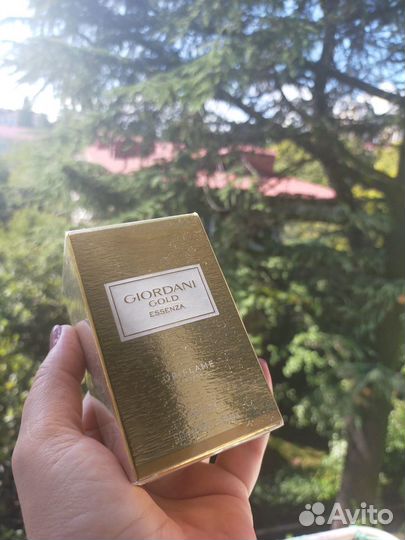 GIORDANI
GOLD
ESSENZA
ORIFLAME
Avito